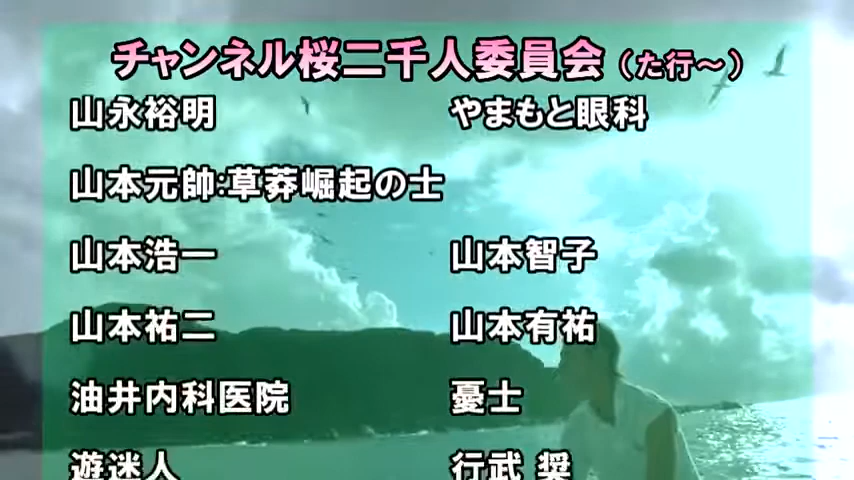 チャンネル桜二千人委員会（た行～）
山永裕明 やまもと眼科
山本元帥:草莽崛起の士
山本浩一 山本智子
山本祐二 山本有祐
油井内科医院 憂士
遊迷人 行武 奨